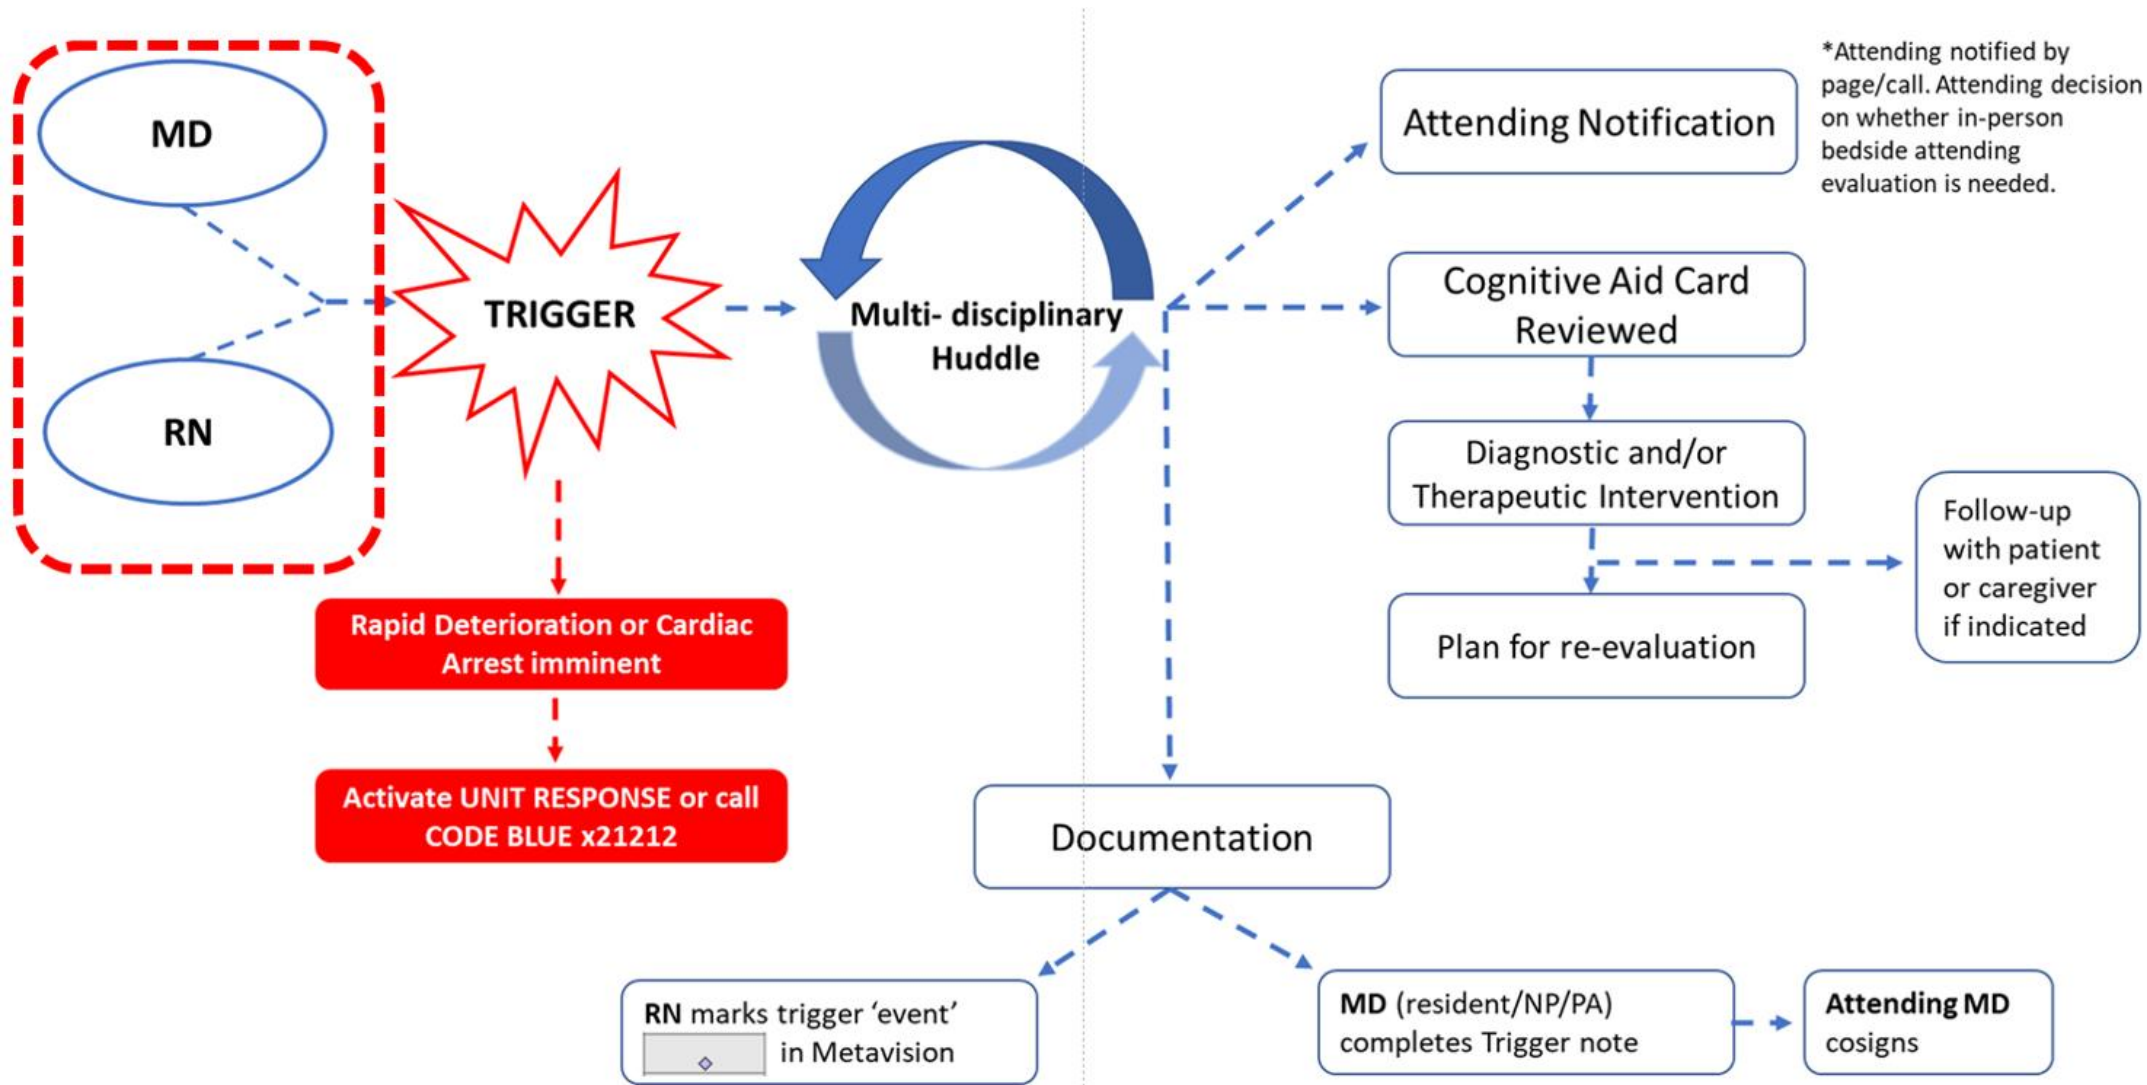 MD
RN
TRIGGER
Rapid Deterioration or Cardiac
Arrest imminent
Activate UNIT RESPONSE or call
CODE BLUE x21212
Multi- disciplinary
Huddle
Attending Notification
*Attending notified by
page/call. Attending decision
on whether in-person
bedside attending
evaluation is needed.
Cognitive Aid Card
Reviewed
Diagnostic and/or
Therapeutic Intervention
Follow-up
with patient
or caregiver
if indicated
Plan for re-evaluation
Documentation
RN marks trigger ‘event’
in Metavision
MD (resident/NP/PA)
completes Trigger note
Attending MD
cosigns